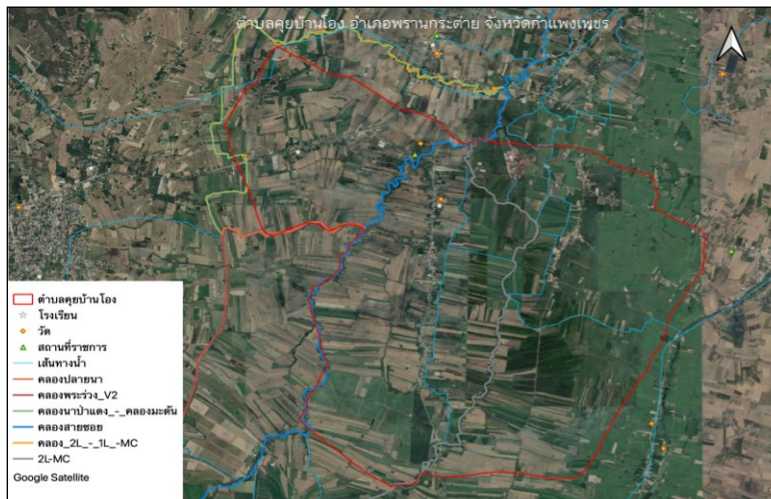 ตำบลคุยบ้านโอง อำเภอพรานกระต่าย จังหวัดกำแพงเพชร
ตำบลคุยบ้านโอง
โรงเรียน
วัด
สถานที่ราชการ
เส้นทางน้ำ
คลองปลายนา
คลองพระร่วง_V2
คลองนาป่าแดง_-_คลองมะดัน
คลองสายซอย
คลอง_2L_-_1L_-MC
2L-MC
Google Satellite